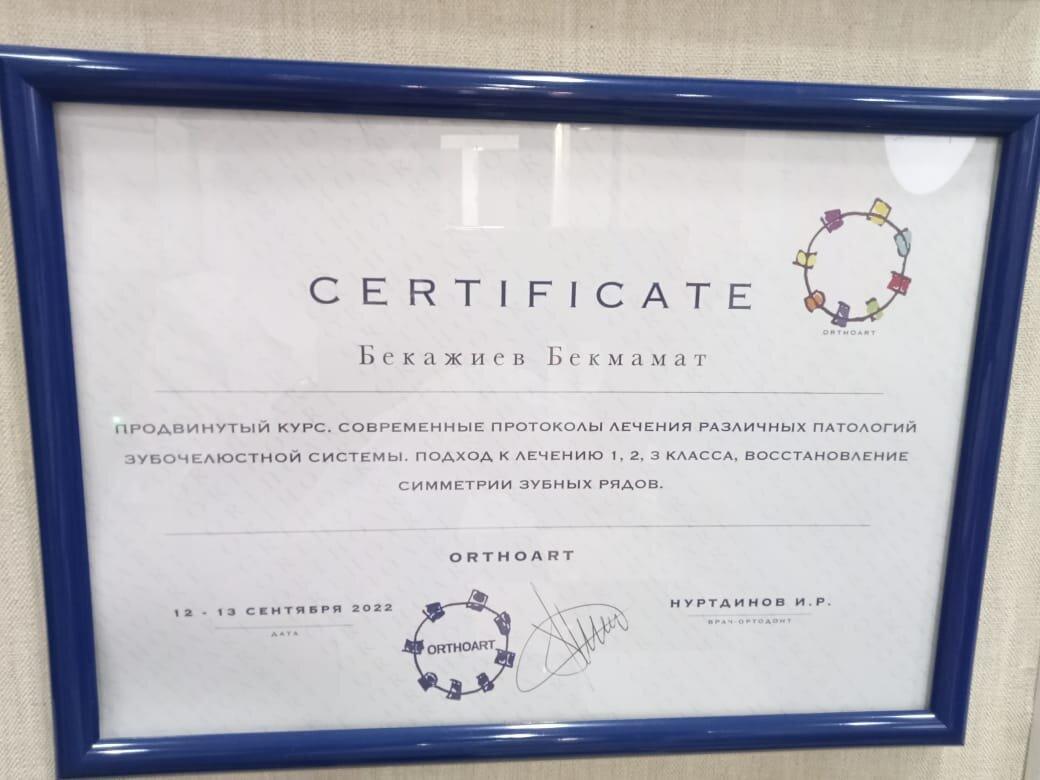 CERTIFICATE
ORTHOART
Бекажиев Бекмамат
ПРОДВИНУТЫЙ КУРС. СОВРЕМЕННЫЕ ПРОТОКОЛЫ ЛЕЧЕНИЯ РАЗЛИЧНЫХ ПАТОЛОГИЙ
ЗУБОЧЕЛЮСТНОЙ СИСТЕМЫ. ПОДХОД К ЛЕЧЕНИЮ 1, 2, 3 КЛАССА, ВОССТАНОВЛЕНИЕ
СИММЕТРИИ ЗУБНЫХ РЯДОВ.
ORTHOART
12 - 13 СЕНТЯБРЯ 2022
ДАТА
ORTHOART
НУРТДИНОВ И.Р.
ВРАЧ-ОРТОДОНТ